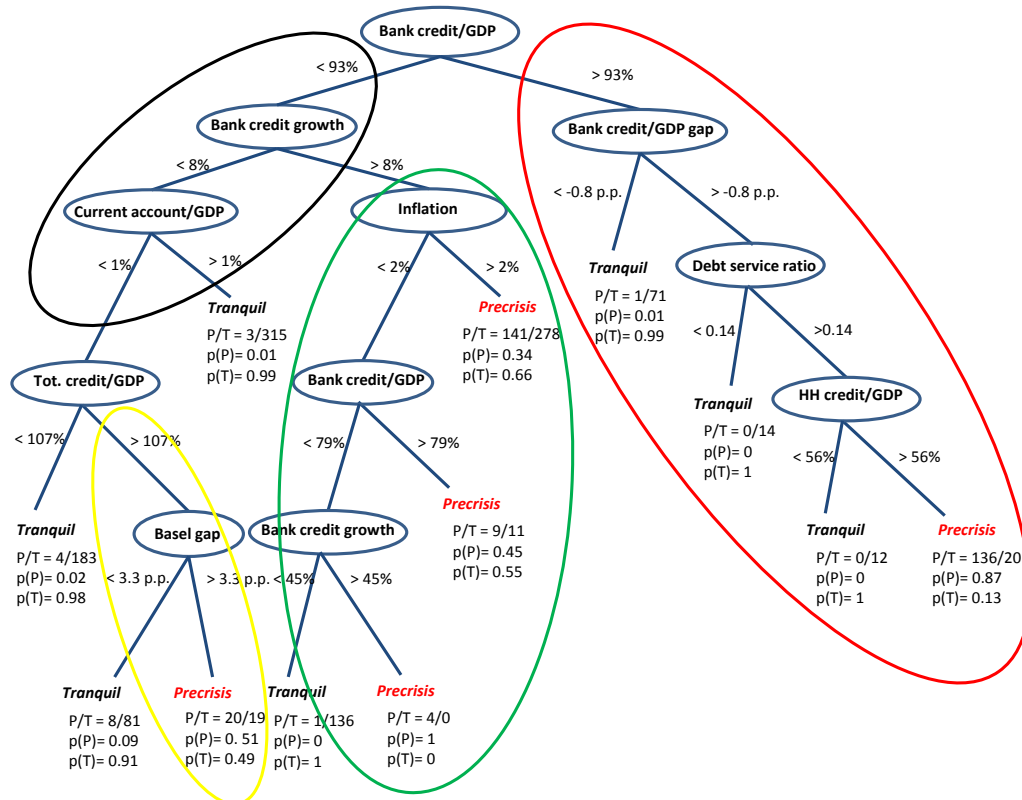 Bank credit/GDP
< 93%
> 93%
Bank credit growth
Bank credit/GDP gap
< 8%
> 8%
< -0.8 p.p.
> -0.8 p.p.
Current account/GDP
Inflation
< 1%
> 1%
< 2%
> 2%
Tranquil
P/T = 3/315
p(P)= 0.01
p(T)= 0.99
Precrisis
P/T = 141/278
p(P)= 0.34
p(T)= 0.66
Tranquil
P/T = 1/71
p(P)= 0.01
p(T)= 0.99
Debt service ratio
< 0.14
>0.14
Tot. credit/GDP
Bank credit/GDP
Tranquil
P/T = 0/14
p(P)= 0
p(T)= 1
HH credit/GDP
< 107%
> 107%
< 79%
> 79%
< 56%
> 56%
Tranquil
P/T = 4/183
p(P)= 0.02
p(T)= 0.98
Basel gap
Bank credit growth
Precrisis
P/T = 9/11
p(P)= 0.45
p(T)= 0.55
Tranquil
P/T = 0/12
p(P)= 0
p(T)= 1
Precrisis
P/T = 136/20
p(P)= 0.87
p(T)= 0.13
< 3.3 p.p.
> 3.3 p.p.
< 45%
> 45%
Tranquil
P/T = 8/81
p(P)= 0.09
p(T)= 0.91
Precrisis
P/T = 20/19
p(P)= 0. 51
p(T)= 0.49
Tranquil
P/T = 1/136
p(P)= 0
p(T)= 1
Precrisis
P/T = 4/0
p(P)= 1
p(T)= 0